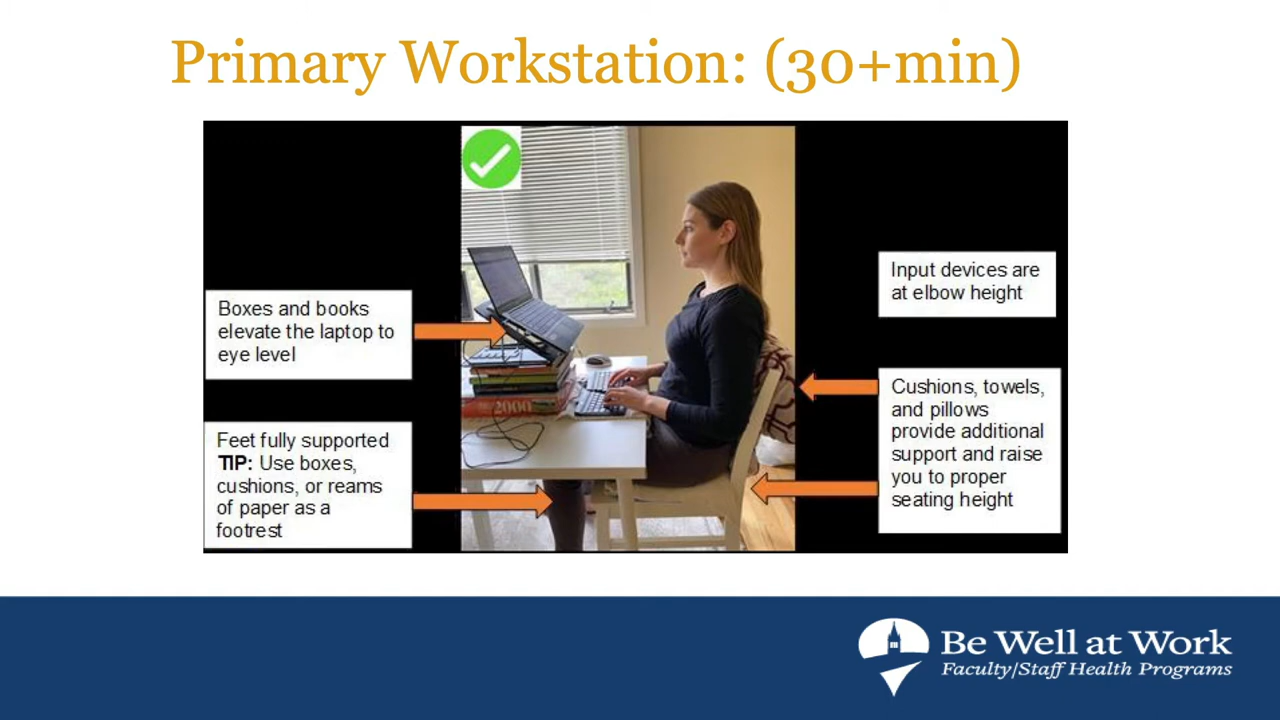 Primary Workstation: (30+min)
Boxes and books
elevate the laptop to
eye level
Feet fully supported
TIP: Use boxes,
cushions, or reams
of paper as a
footrest
2000
Input devices are
at elbow height
Cushions, towels,
and pillows
provide additional
support and raise
you to proper
seating height
Be Well at Work
Faculty/Staff Health Programs